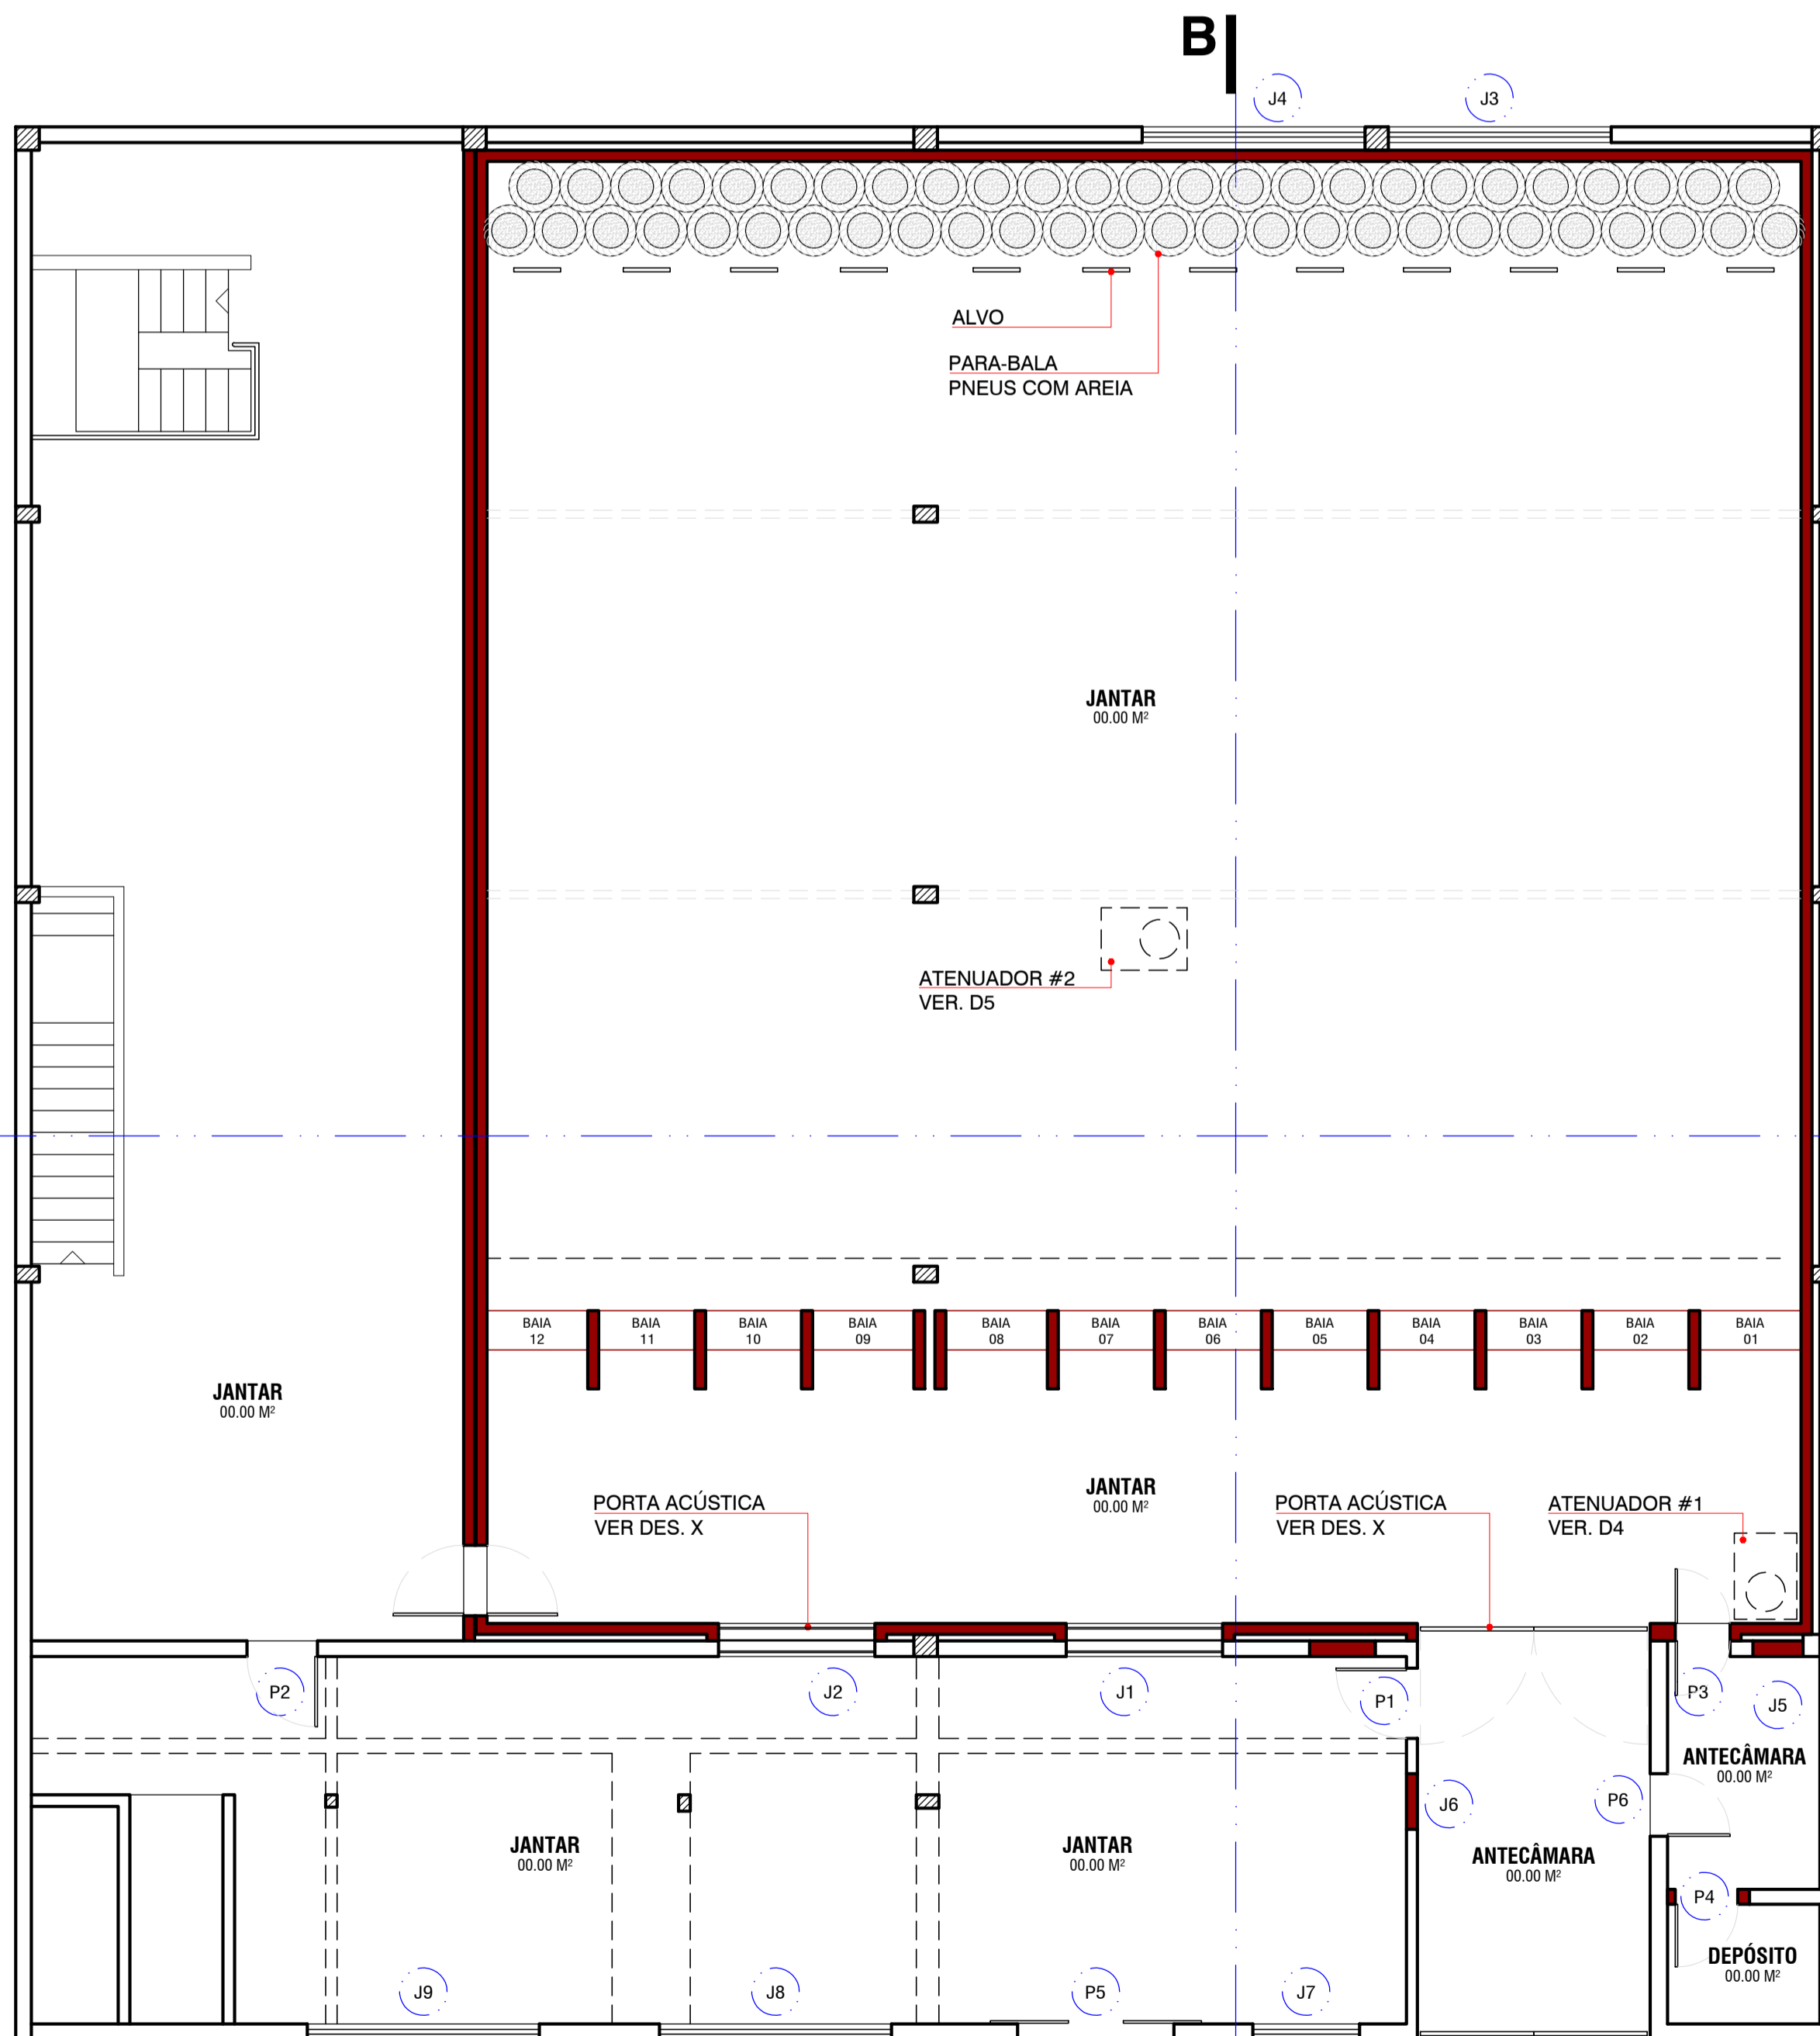 B
J4
J3
ALVO
PARA-BALA
PNEUS COM AREIA
JANTAR
00.00 M²
ATENUADOR #2
VER. D5
BAIA
12
BAIA
11
BAIA
10
BAIA
09
BAIA
08
BAIA
07
BAIA
06
BAIA
05
BAIA
04
BAIA
03
BAIA
02
BAIA
01
JANTAR
00.00 M²
JANTAR
00.00 M²
PORTA ACÚSTICA
VER DES. X
PORTA ACÚSTICA
VER DES. X
ATENUADOR #1
VER. D4
P2
J2
J1
P1
P3
J5
ANTECÂMARA
00.00 M²
J6
P6
JANTAR
00.00 M²
JANTAR
00.00 M²
ANTECÂMARA
00.00 M²
P4
DEPÓSITO
00.00 M²
J9
J8
P5
J7